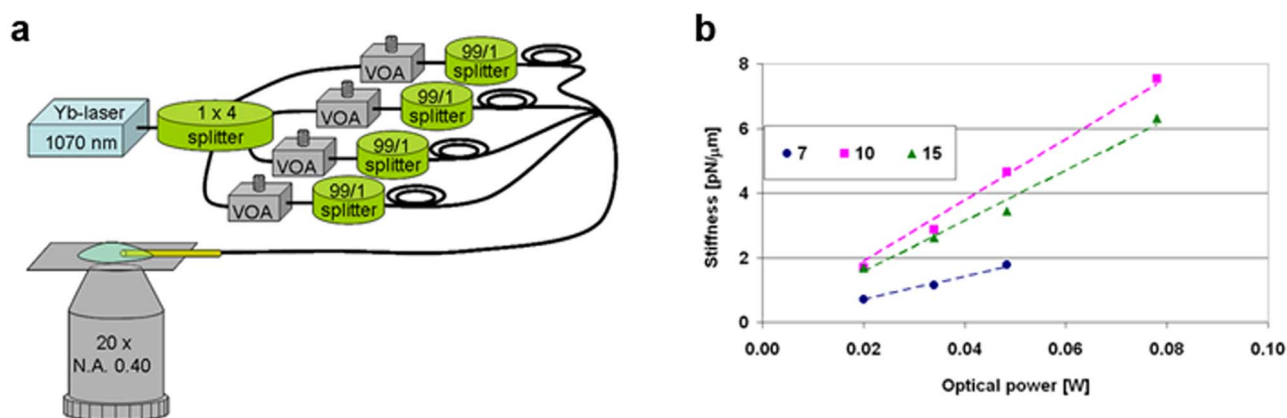 a
Yb-laser
1070 nm
1 x 4
splitter
VOA
99/1
splitter
VOA
99/1
splitter
VOA
99/1
splitter
VOA
99/1
splitter
20 x
N.A. 0.40
b
Stiffness [pN/μm]
8
6
4
2
0
7 10 15
0.00 0.02 0.04 0.06 0.08 0.10
Optical power [W]